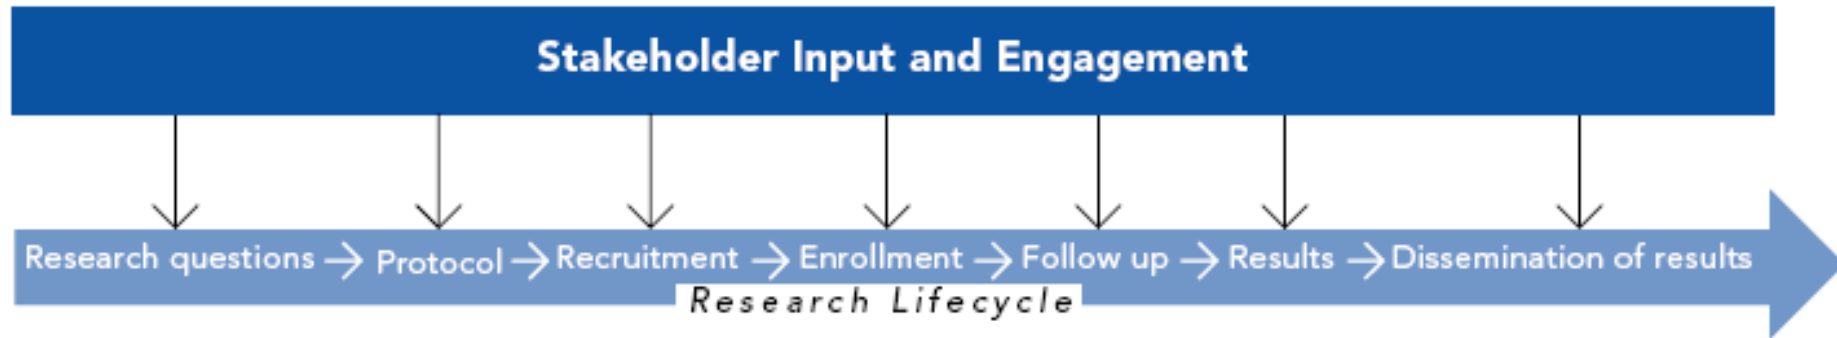 Stakeholder Input and Engagement
Research questions → Protocol → Recruitment → Enrollment → Follow up → Results → Dissemination of results
Research Lifecycle